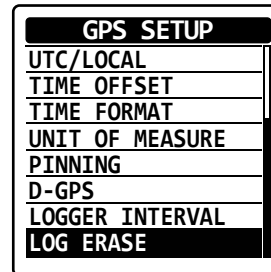 GPS SETUP
UTC/LOCAL
TIME OFFSET
TIME FORMAT
UNIT OF MEASURE
PINNING
D-GPS
LOGGER INTERVAL
LOG ERASE